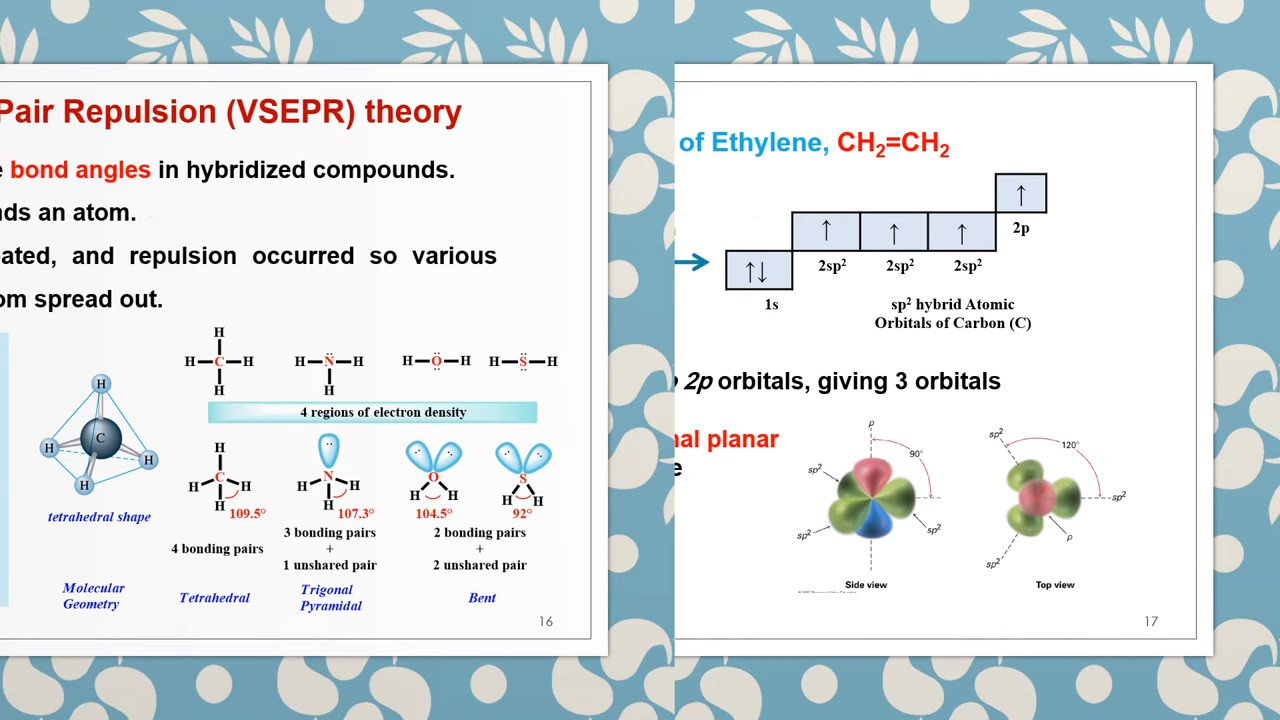 Pair Repulsion (VSEPR) theory
bond angles in hybridized compounds.
an atom.
and repulsion occurred so various
spread out.
H
H—C—H
H
H—N—H
H
H—O—H
H—S—H
4 regions of electron density
H
H
C
H
H
tetrahedral shape
Molecular
Geometry
H
H C H
H
109.5°
4 bonding pairs
Tetrahedral
N
H H
H
107.3°
3 bonding pairs
+
1 unshared pair
Trigonal
Pyramidal
O
H H
104.5°
S
H H
92°
2 bonding pairs
+
2 unshared pair
Bent
16
of Ethylene, CH₂=CH₂
↑
2p
↑ ↑ ↑
2sp² 2sp² 2sp²
↑↓
1s
sp² hybrid Atomic
Orbitals of Carbon (C)
2p orbitals, giving 3 orbitals
planar
p
90°
sp²
sp²
sp²
Side view
sp²
120°
sp²
p
sp²
Top view
17